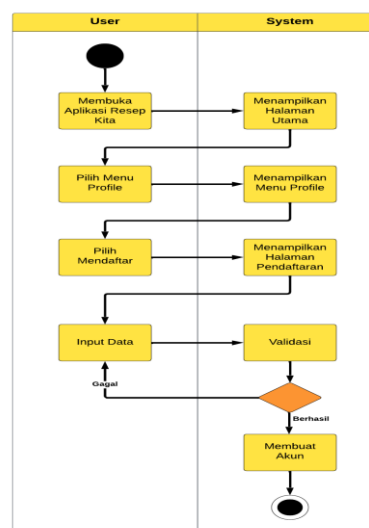 User
System
Membuka
Aplikasi Resep
Kita
Menampilkan
Halaman
Utama
Pilih Menu
Profile
Menampilkan
Menu Profile
Pilih
Mendaftar
Menampilkan
Halaman
Pendaftaran
Input Data
Validasi
Gagal
Berhasil
Membuat
Akun